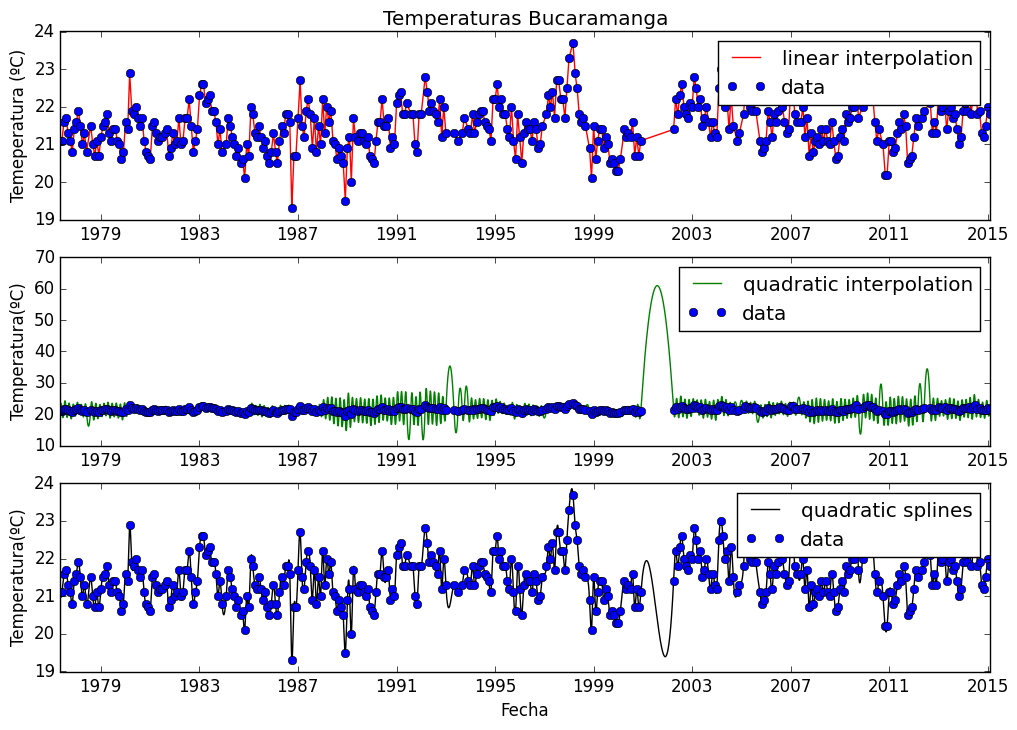 Temperaturas Bucaramanga
Temeperatura (ºC)
24
23
22
21
20
19
linear interpolation
data
1979 1983 1987 1991 1995 1999 2003 2007 2011 2015
Temperatura(ºC)
70
60
50
40
30
20
10
quadratic interpolation
data
1979 1983 1987 1991 1995 1999 2003 2007 2011 2015
Temperatura(ºC)
24
23
22
21
20
19
quadratic splines
data
1979 1983 1987 1991 1995 1999 2003 2007 2011 2015
Fecha